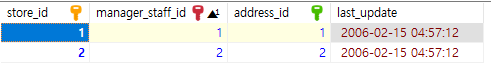 store_id manager_staff_id 1 address_id last_update
1 1 1 2006-02-15 04:57:12
2 2 2 2006-02-15 04:57:12